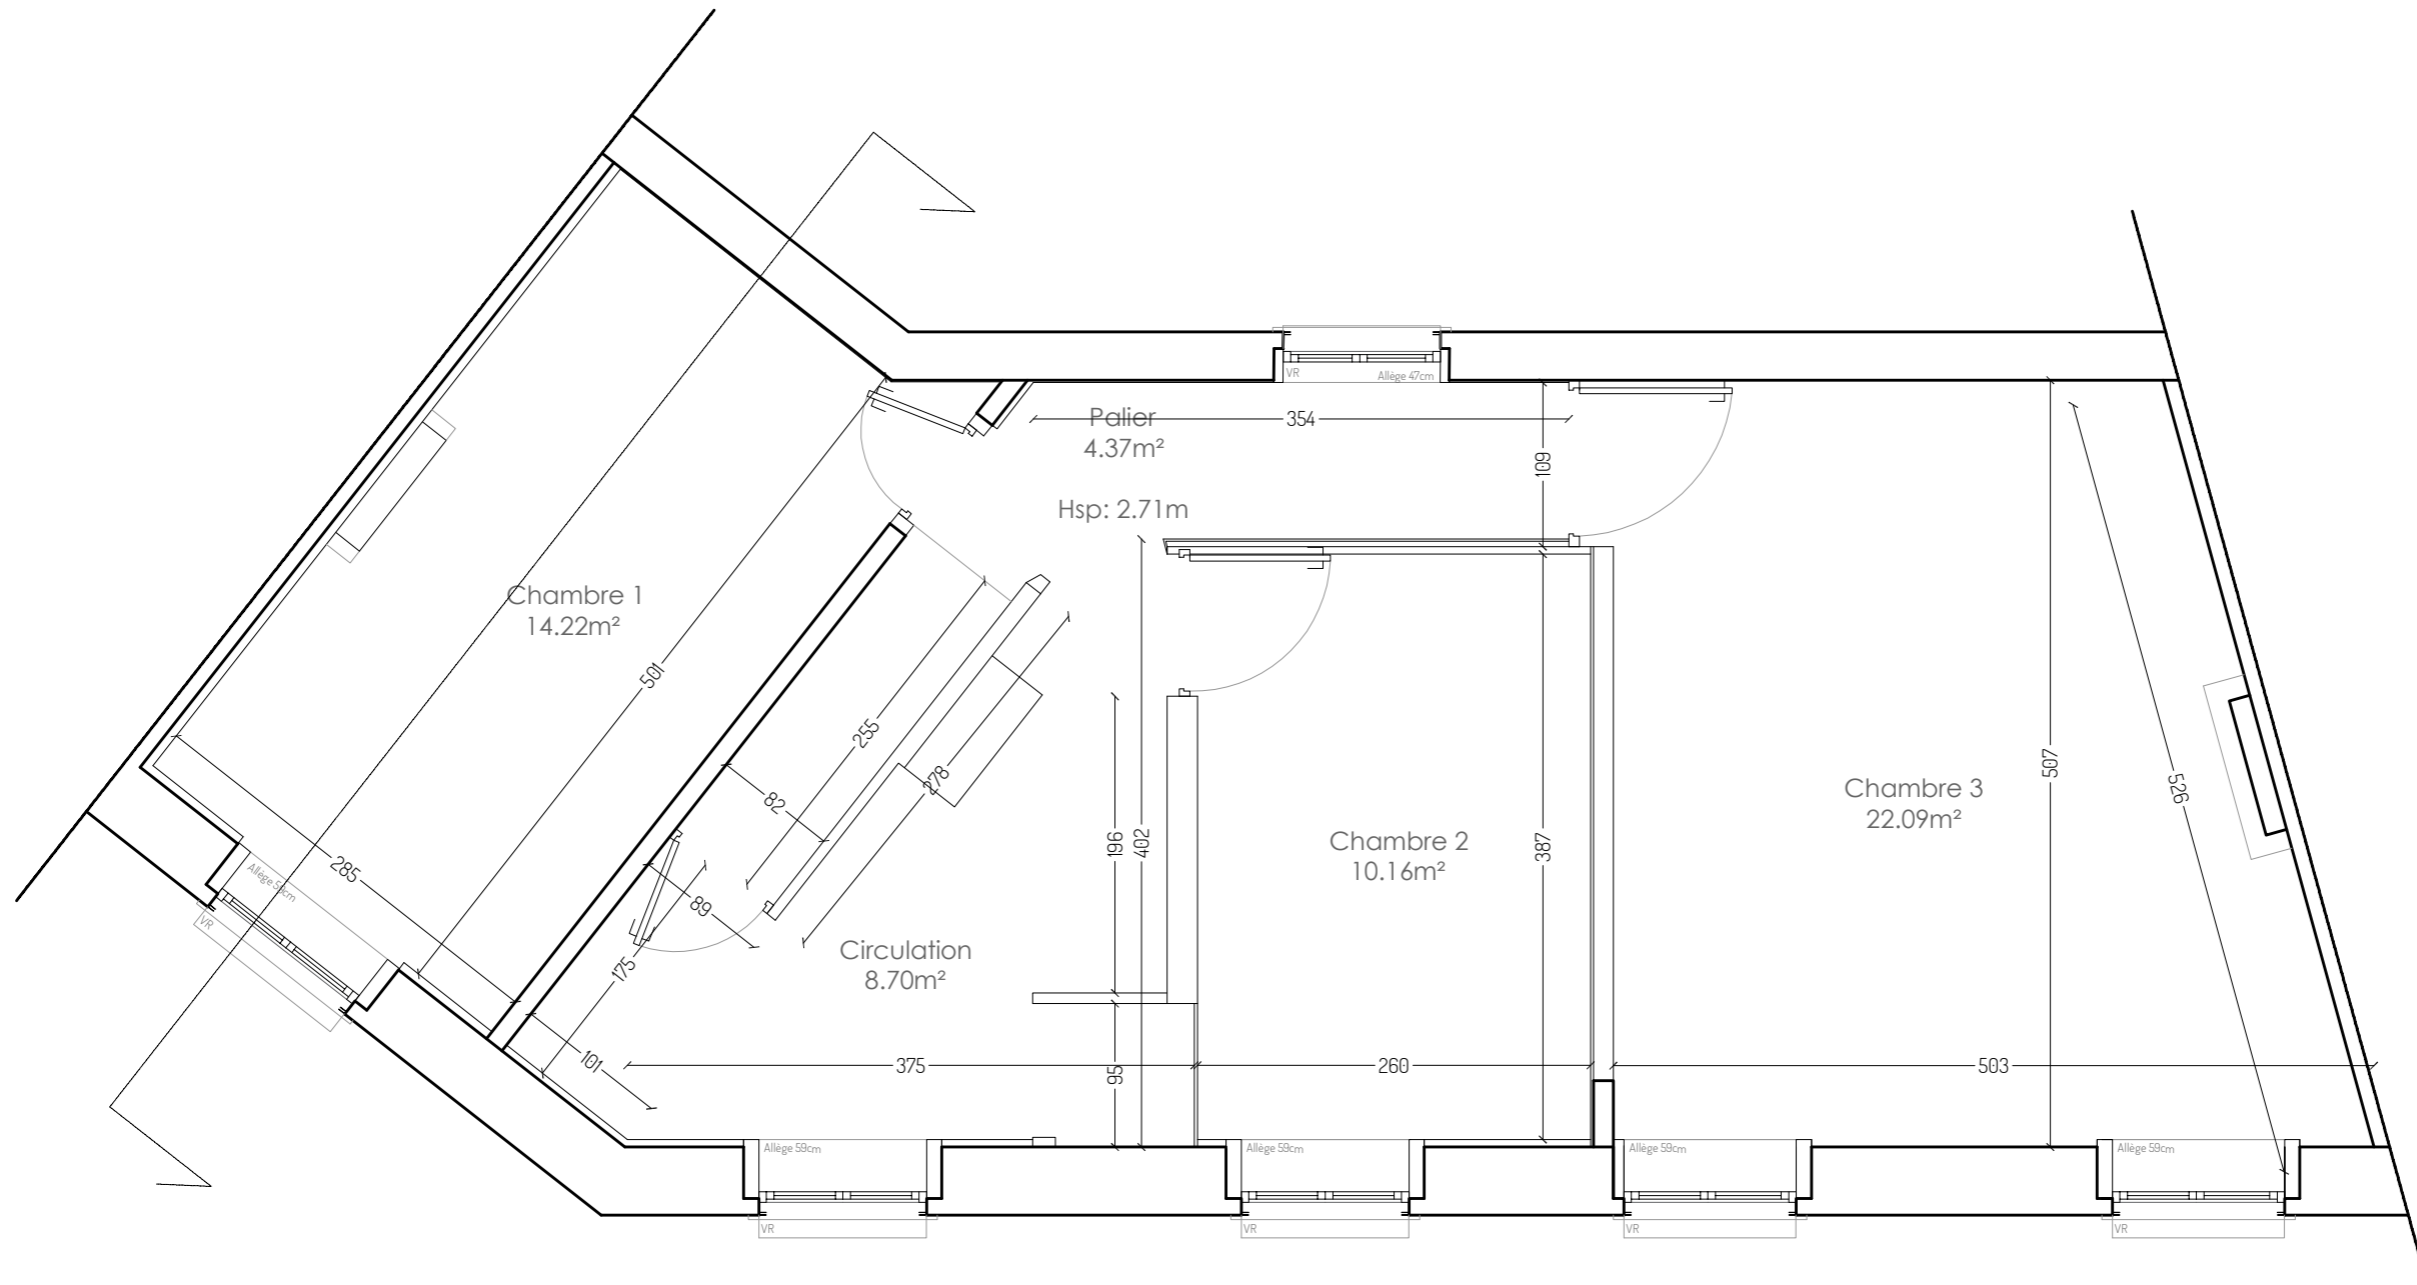 VR
Allège 47cm
Palier
4.37m²
354
109
Hsp: 2.71m
Chambre 1
14.22m²
501
255
278
82
285
Allège 59cm
VR
89
175
101
Circulation
8.70m²
196
402
95
375
Chambre 2
10.16m²
387
260
Chambre 3
22.09m²
507
526
503
Allège 59cm
VR
Allège 59cm
VR
Allège 59cm
VR
Allège 59cm
VR